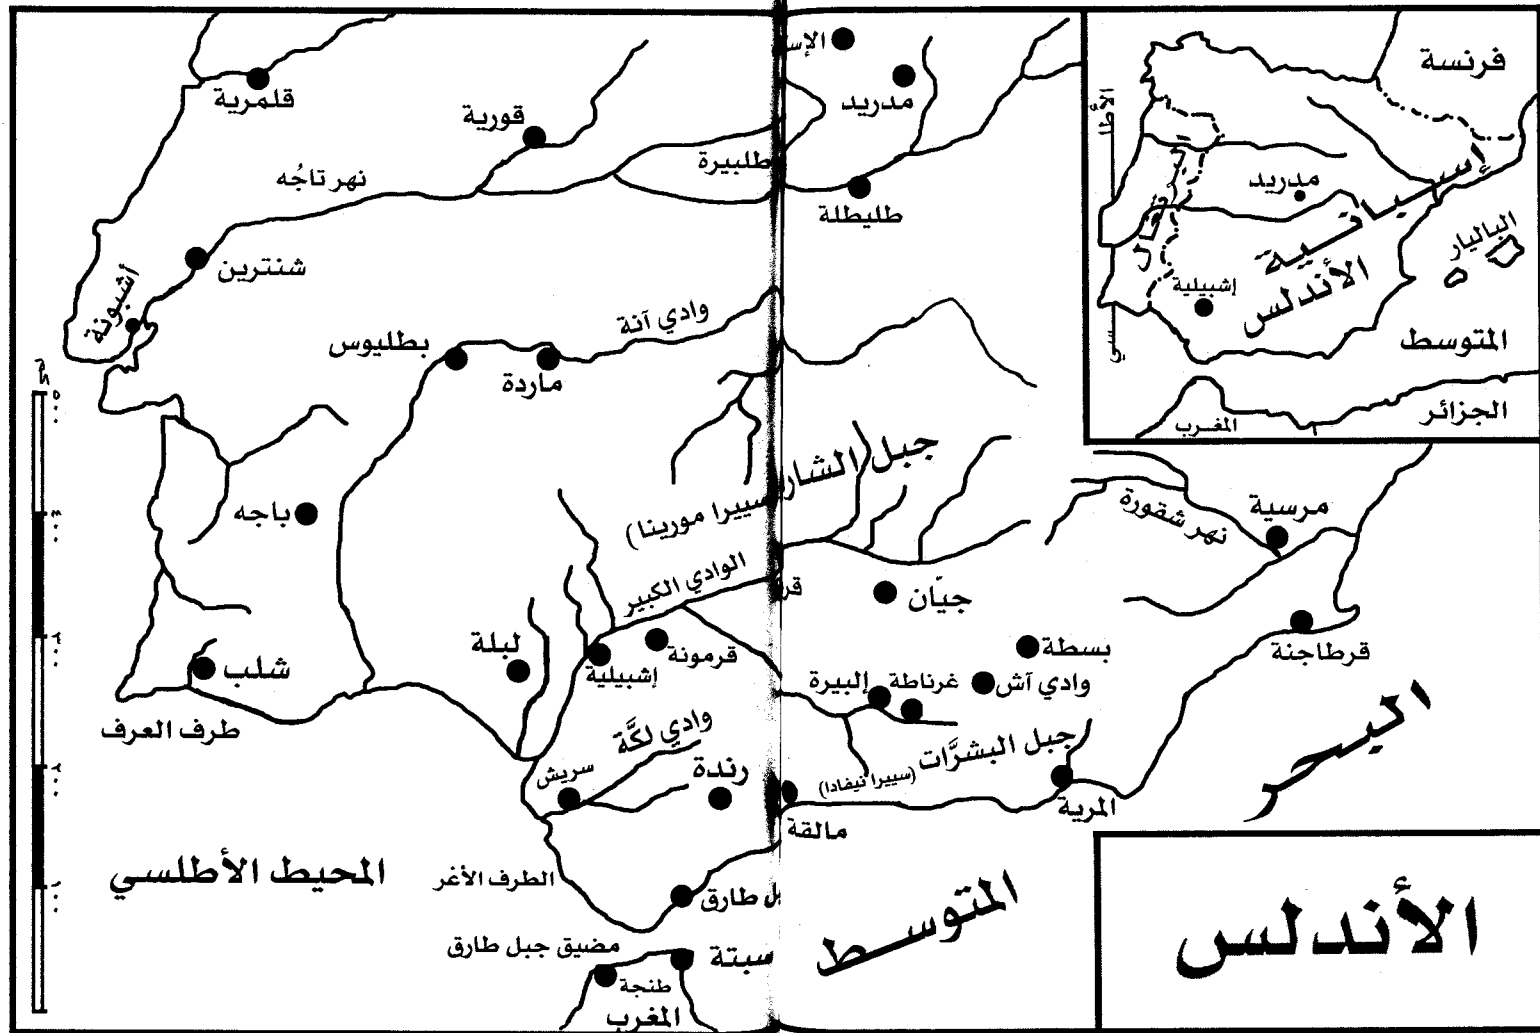 الأندلس
فرنسة
إسبانية
الأندلس
مدريد
إشبيلية
الباليار
المتوسط
الجزائر
المغرب
مدريد
قلمرية
قورية
طلبيرة
نهر تاجُه
طليطلة
شنترين
أشبونة
وادي آنة
بطليوس
ماردة
جبل الشار
سييرا مورينا)
نهر شقورة
مرسية
باجه
الوادي الكبير
جيّان
قرطاجنة
بسطة
لبلة
قرمونة
إشبيلية
شلب
وادي آش
غرناطة
إلبيرة
طرف العرف
وادي لكَّة
جبل البشرَّات
(سييرا نيفادا)
سريش
رندة
المرية
مالقة
البحر
المتوسط
المحيط الأطلسي
الطرف الأغر
ل طارق
مضيق جبل طارق
سبتة
طنجة
المغرب